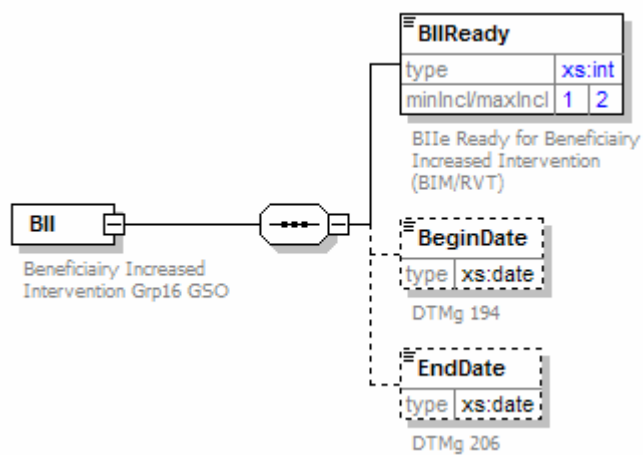 BIIReady
type xs:int
minIncl/maxIncl 1 2
BIIe Ready for Beneficiairy
Increased Intervention
(BIM/RVT)
BII
Beneficiairy Increased
Intervention Grp16 GSO
BeginDate
type xs:date
DTMg 194
EndDate
type xs:date
DTMg 206